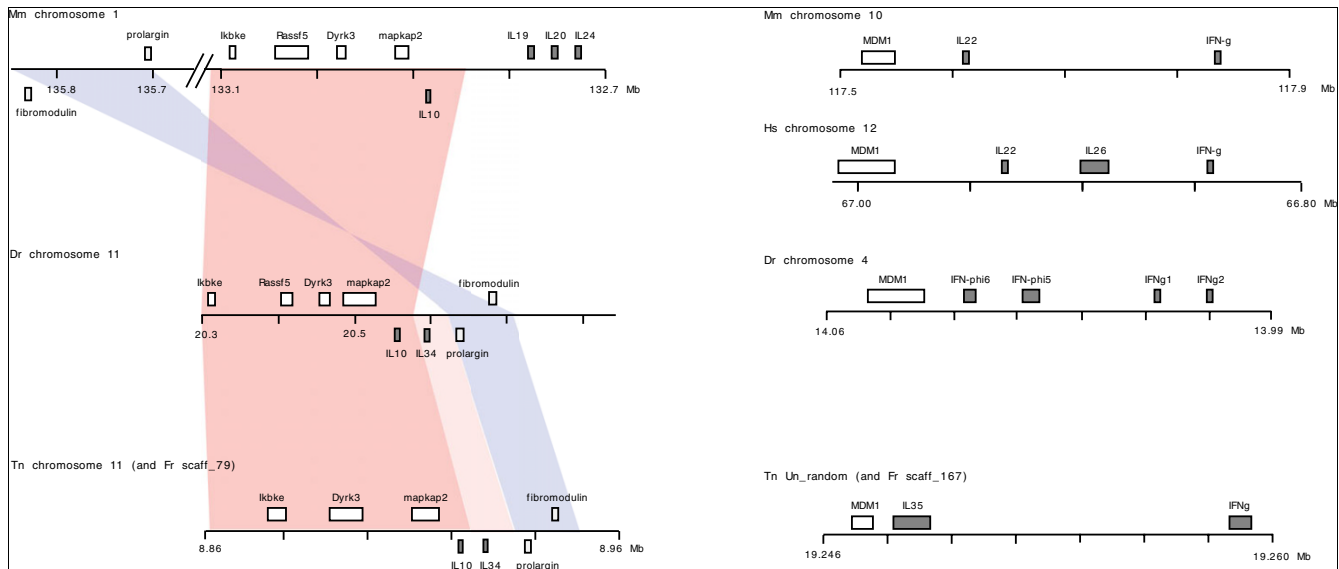 Mm chromosome 1
prolargin Ikbke Rassf5 Dyrk3 mapkap2 IL19 IL20 IL24
135.8 135.7 133.1 132.7 Mb
fibromodulin IL10
Dr chromosome 11
Ikbke Rassf5 Dyrk3 mapkap2 fibromodulin
20.3 20.5
IL10 IL34 prolargin
Tn chromosome 11 (and Fr scaff_79)
Ikbke Dyrk3 mapkap2 fibromodulin
8.86 8.96 Mb
IL10 IL34 prolargin
Mm chromosome 10
MDM1 IL22 IFN-g
117.5 117.9 Mb
Hs chromosome 12
MDM1 IL22 IL26 IFN-g
67.00 66.80 Mb
Dr chromosome 4
MDM1 IFN-phi6 IFN-phi5 IFNg1 IFNg2
14.06 13.99 Mb
Tn Un_random (and Fr scaff_167)
MDM1 IL35 IFNg
19.246 19.260 Mb